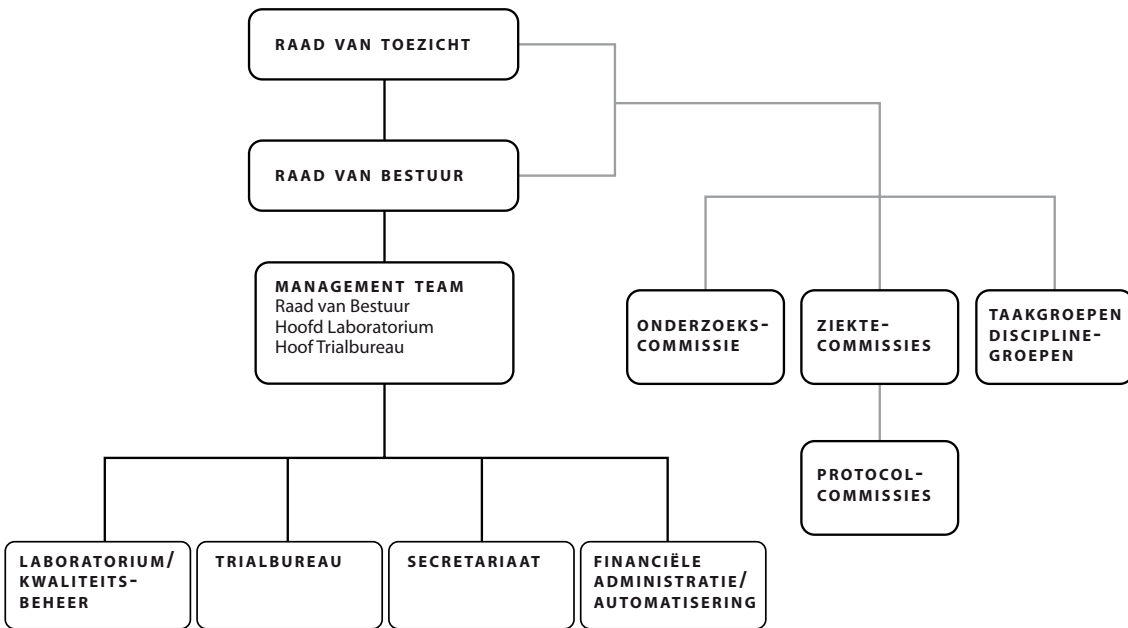 RAAD VAN TOEZICHT
RAAD VAN BESTUUR
MANAGEMENT TEAM
Raad van Bestuur
Hoofd Laboratorium
Hoof Trialbureau
ONDERZOEKS-
COMMISSIE
ZIEKTE-
COMMISSIES
TAAKGROEPEN
DISCIPLINE-
GROEPEN
PROTOCOL-
COMMISSIES
LABORATORIUM/
KWALITEITS-
BEHEER
TRIALBUREAU
SECRETARIAAT
FINANCIËLE
ADMINISTRATIE/
AUTOMATISERING